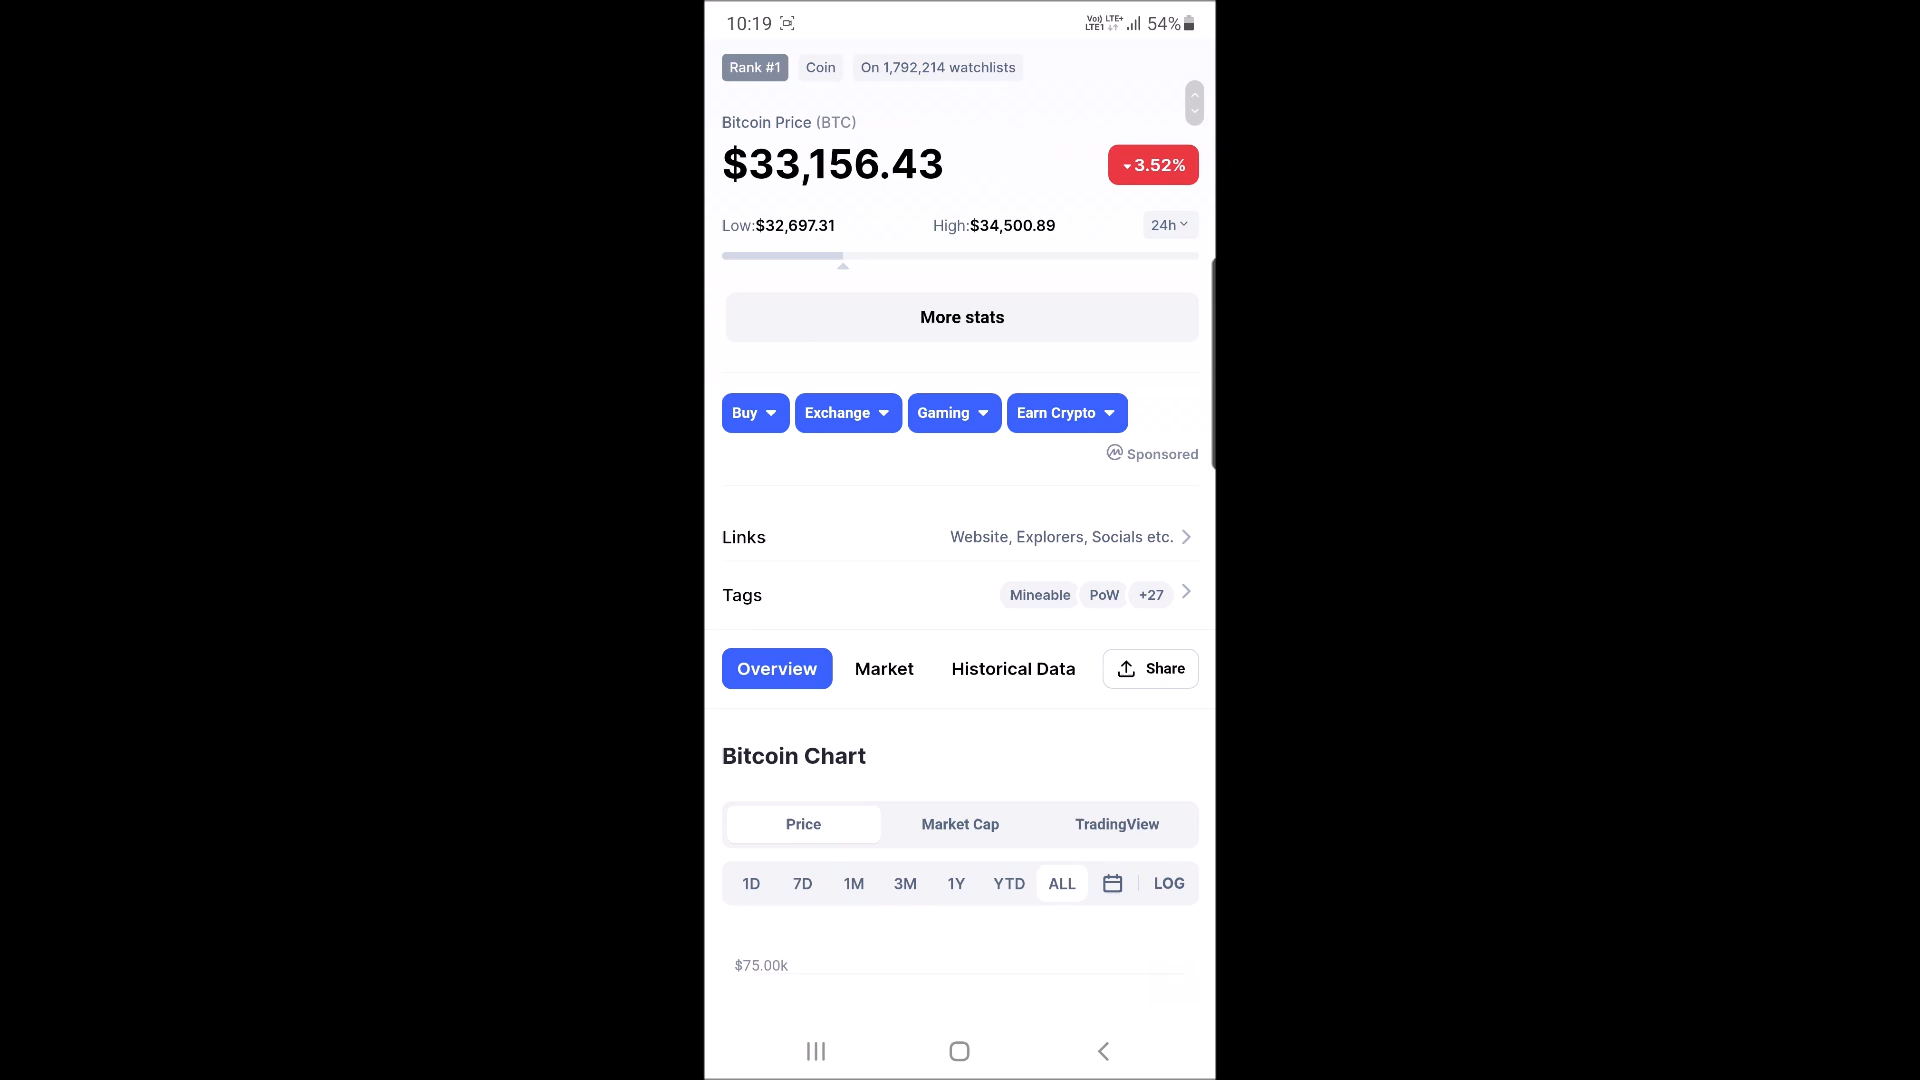 10:19 Vo)) LTE+ LTE1 54%
Rank #1 Coin On 1,792,214 watchlists
Bitcoin Price (BTC)
$33,156.43 3.52%
Low:$32,697.31 High:$34,500.89 24h
More stats
Buy Exchange Gaming Earn Crypto
Sponsored
Links Website, Explorers, Socials etc.
Tags Mineable PoW +27
Overview Market Historical Data Share
Bitcoin Chart
Price Market Cap TradingView
1D 7D 1M 3M 1Y YTD ALL LOG
$75.00k